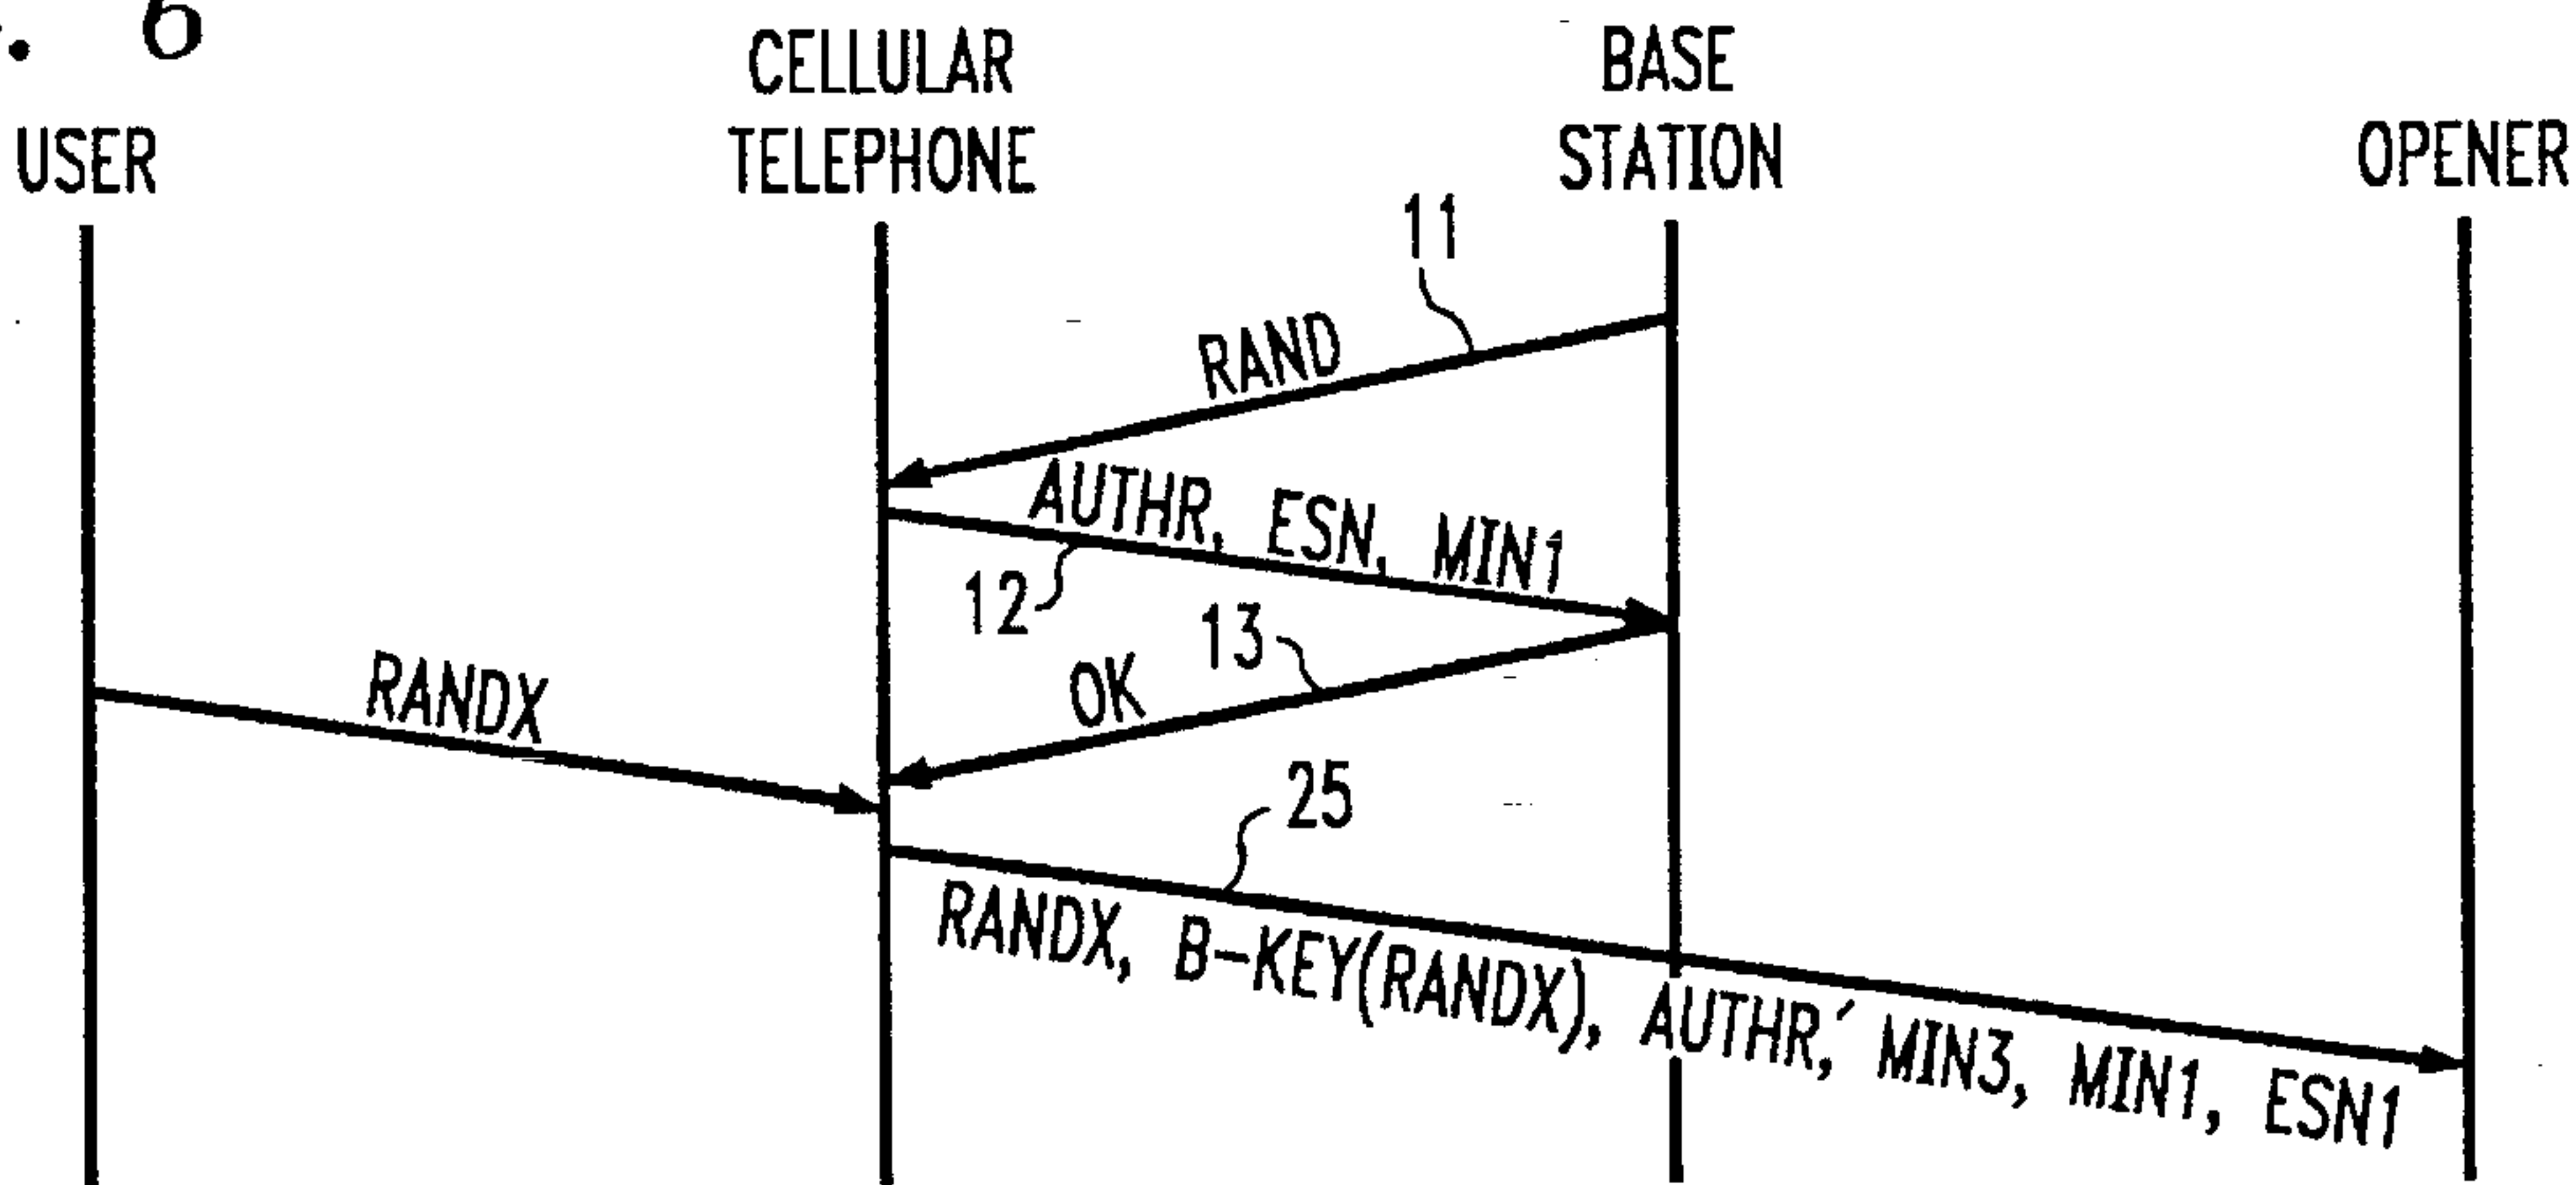 . 6
USER
CELLULAR
TELEPHONE
BASE
STATION
OPENER
11
RAND
AUTHR, ESN, MIN1
12
13
OK
RANDX
25
RANDX, B-KEY(RANDX), AUTHR,′ MIN3, MIN1, ESN1